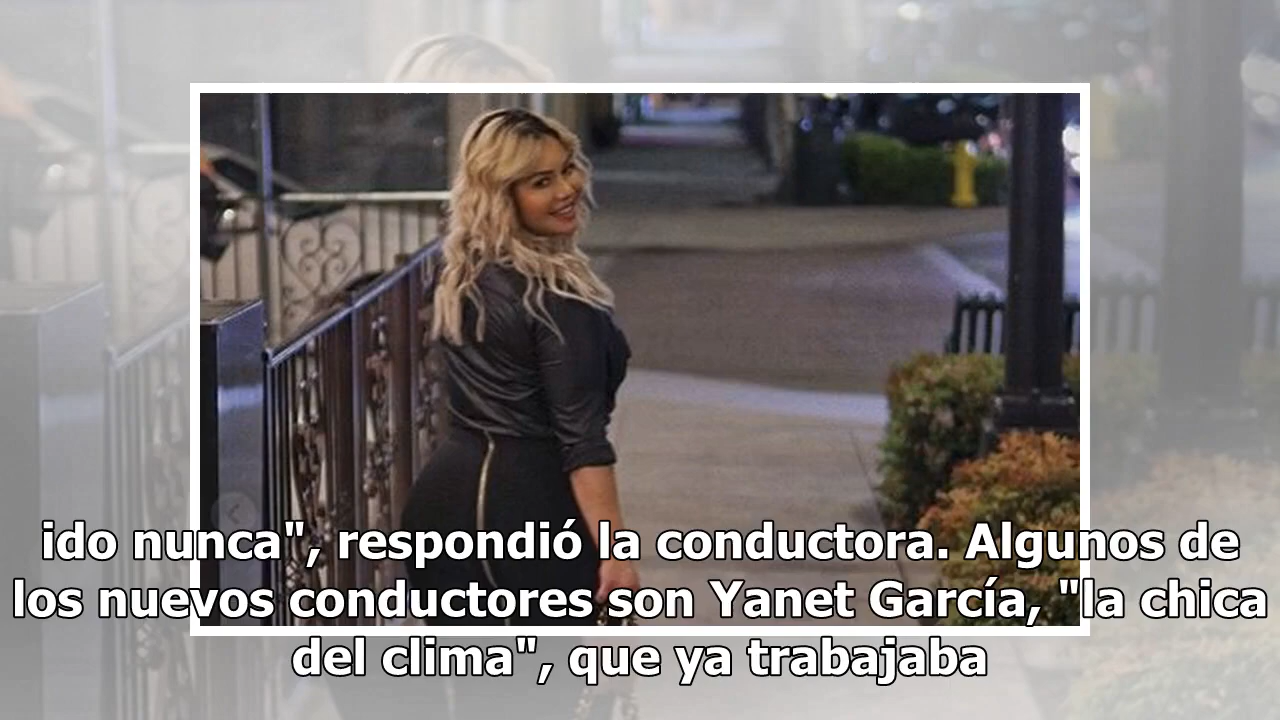 ido nunca", respondió la conductora. Algunos de
los nuevos conductores son Yanet García, "la chica
del clima", que ya trabajaba